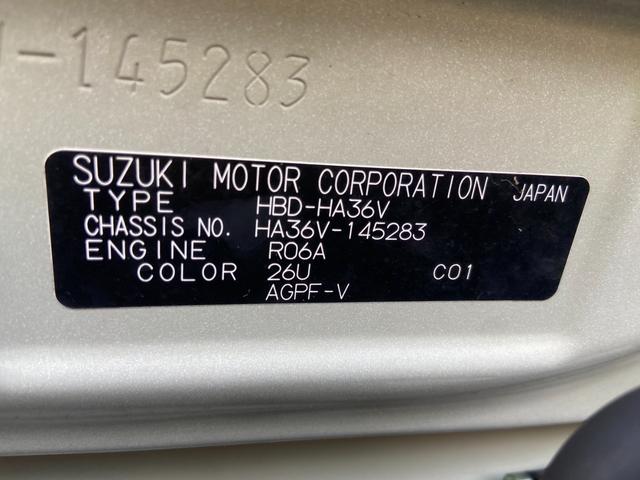 -145283
SUZUKI MOTOR CORPORATION JAPAN
TYPE HBD-HA36V
CHASSIS NO. HA36V-145283
ENGINE R06A
COLOR 26U C01
AGPF-V